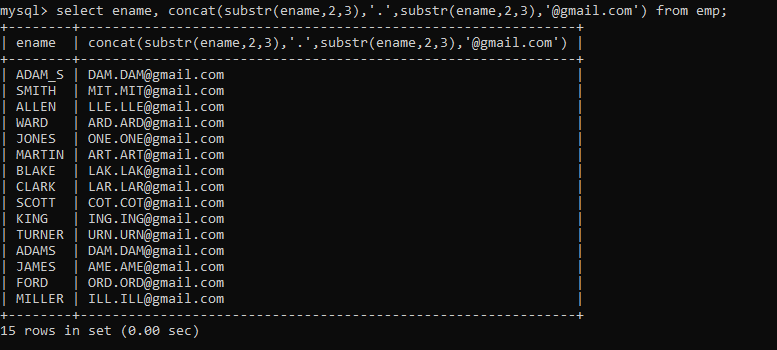 mysql> select ename, concat(substr(ename,2,3),'.',substr(ename,2,3),'@gmail.com') from emp;
+--------+--------------------------------------------------------------+
| ename  | concat(substr(ename,2,3),'.',substr(ename,2,3),'@gmail.com') |
+--------+--------------------------------------------------------------+
| ADAM_S | DAM.DAM@gmail.com                                            |
| SMITH  | MIT.MIT@gmail.com                                            |
| ALLEN  | LLE.LLE@gmail.com                                            |
| WARD   | ARD.ARD@gmail.com                                            |
| JONES  | ONE.ONE@gmail.com                                            |
| MARTIN | ART.ART@gmail.com                                            |
| BLAKE  | LAK.LAK@gmail.com                                            |
| CLARK  | LAR.LAR@gmail.com                                            |
| SCOTT  | COT.COT@gmail.com                                            |
| KING   | ING.ING@gmail.com                                            |
| TURNER | URN.URN@gmail.com                                            |
| ADAMS  | DAM.DAM@gmail.com                                            |
| JAMES  | AME.AME@gmail.com                                            |
| FORD   | ORD.ORD@gmail.com                                            |
| MILLER | ILL.ILL@gmail.com                                            |
+--------+--------------------------------------------------------------+
15 rows in set (0.00 sec)